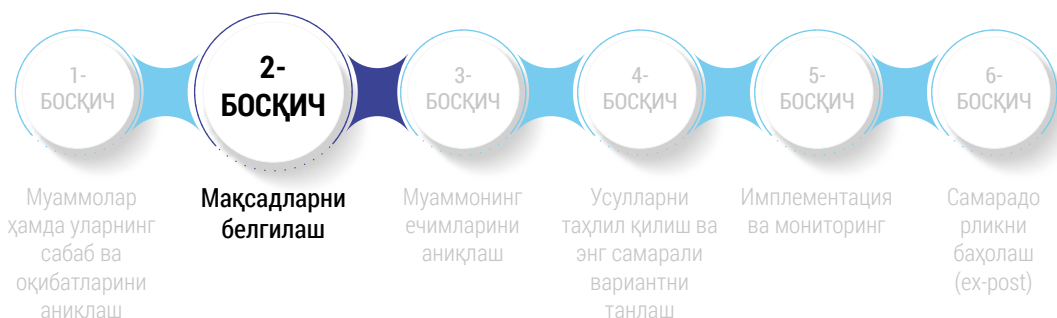 1-
БОСҚИЧ
2-
БОСҚИЧ
3-
БОСҚИЧ
4-
БОСҚИЧ
5-
БОСҚИЧ
6-
БОСҚИЧ
Муаммолар
ҳамда уларнинг
сабаб ва
оқибатларини
аниқлаш
Мақсадларни
белгилаш
Муаммонинг
ечимларини
аниқлаш
Усулларни
таҳлил қилиш ва
энг самарали
вариантни
танлаш
Имплементация
ва мониторинг
Самарадо
рликни
баҳолаш
(ex-post)